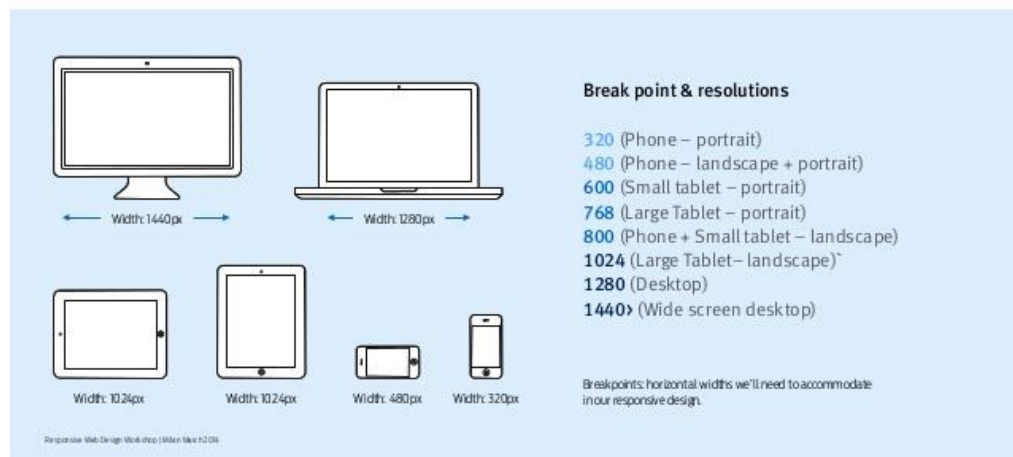 Break point & resolutions
320 (Phone – portrait)
480 (Phone – landscape + portrait)
600 (Small tablet – portrait)
768 (Large Tablet – portrait)
800 (Phone + Small tablet – landscape)
1024 (Large Tablet– landscape)`
1280 (Desktop)
1440> (Wide screen desktop)
Width: 1440px
Width: 1280px
Width: 1024px
Width: 1024px
Width: 480px
Width: 320px
Breakpoints: horizontal widths we'll need to accommodate
in our responsive design.
Responsive Web Design Workshop | Milan March 2014